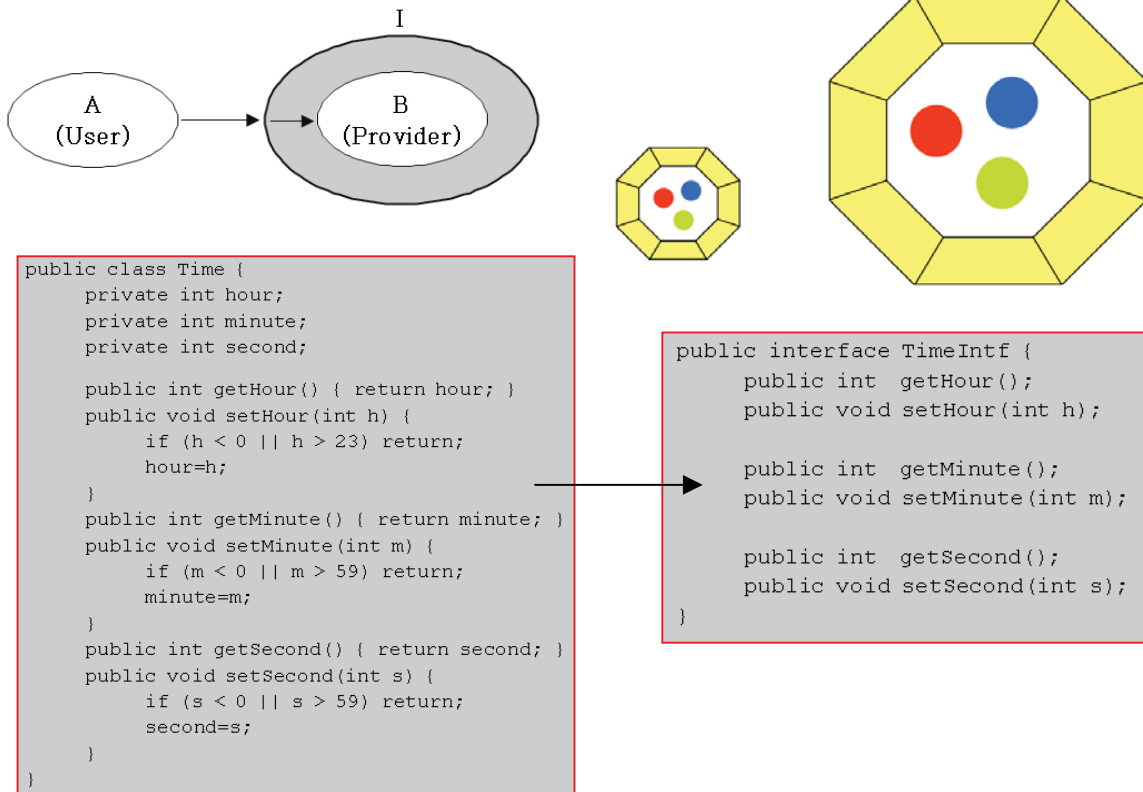 I
A
(User)
B
(Provider)
public class Time {
private int hour;
private int minute;
private int second;
public int getHour() { return hour; }
public void setHour(int h) {
if (h < 0 || h > 23) return;
hour=h;
}
public int getMinute() { return minute; }
public void setMinute(int m) {
if (m < 0 || m > 59) return;
minute=m;
}
public int getSecond() { return second; }
public void setSecond(int s) {
if (s < 0 || s > 59) return;
second=s;
}
}
public interface TimeIntf {
public int getHour();
public void setHour(int h);
public int getMinute();
public void setMinute(int m);
public int getSecond();
public void setSecond(int s);
}